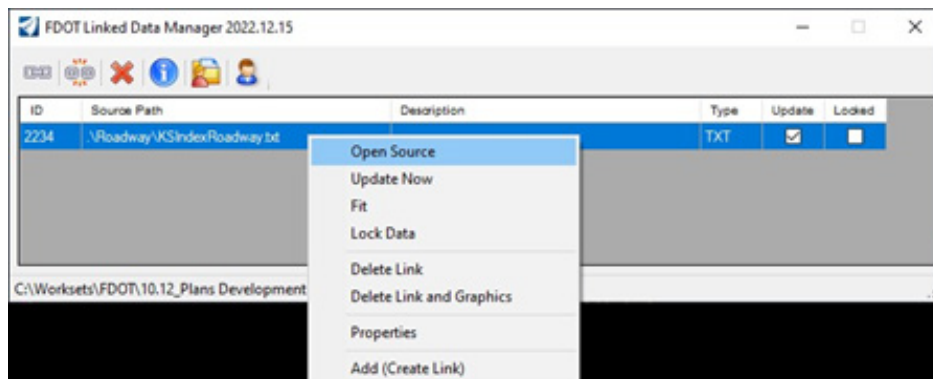 FDOT Linked Data Manager 2022.12.15
ID Source Path Description Type Update Locked
2234 .\Roadway\KSIndexRoadway.txt TXT
Open Source
Update Now
Fit
Lock Data
Delete Link
C:\Worksets\FDOT\10.12_Plans Development
Delete Link and Graphics
Properties
Add (Create Link)